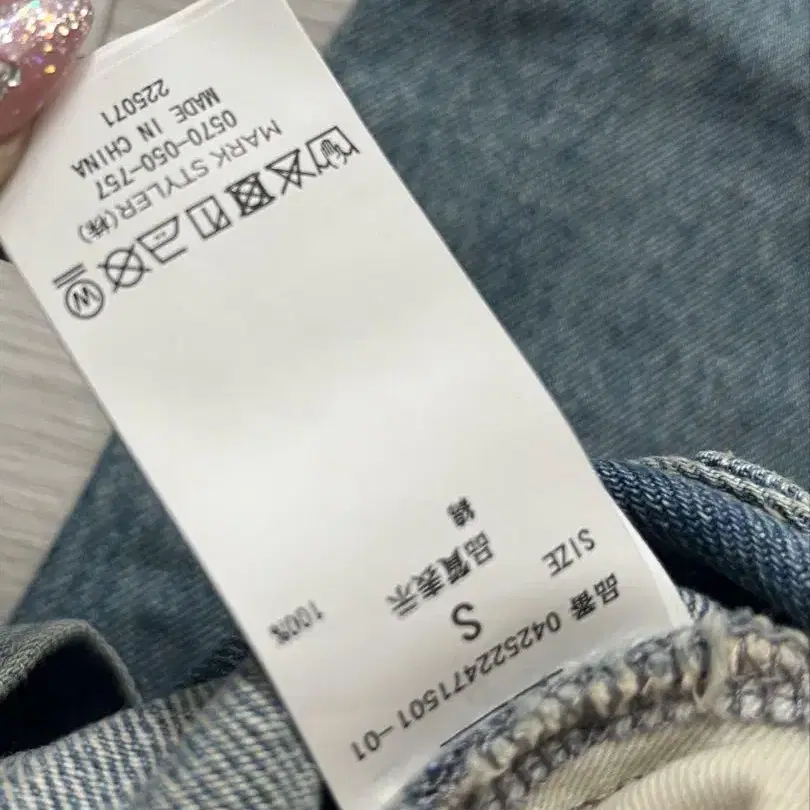 品番 042522471501-01
SIZE S
品質表示
綿 100%
MARK STYLER(株)
0570-050-757
MADE IN CHINA
225071